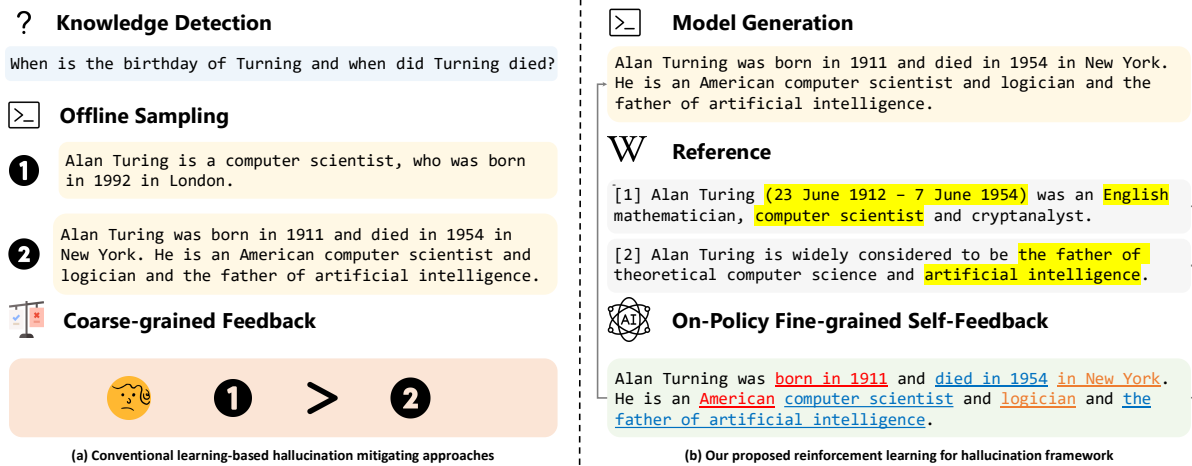 ? Knowledge Detection
When is the birthday of Turning and when did Turning died?
>_ Offline Sampling
1
Alan Turing is a computer scientist, who was born
in 1992 in London.
2
Alan Turing was born in 1911 and died in 1954 in
New York. He is an American computer scientist and
logician and the father of artificial intelligence.
Coarse-grained Feedback
1 > 2
(a) Conventional learning-based hallucination mitigating approaches
>_ Model Generation
Alan Turning was born in 1911 and died in 1954 in New York.
He is an American computer scientist and logician and the
father of artificial intelligence.
W Reference
[1] Alan Turing (23 June 1912 – 7 June 1954) was an English
mathematician, computer scientist and cryptanalyst.
[2] Alan Turing is widely considered to be the father of
theoretical computer science and artificial intelligence.
AI On-Policy Fine-grained Self-Feedback
Alan Turning was born in 1911 and died in 1954 in New York.
He is an American computer scientist and logician and the
father of artificial intelligence.
(b) Our proposed reinforcement learning for hallucination framework